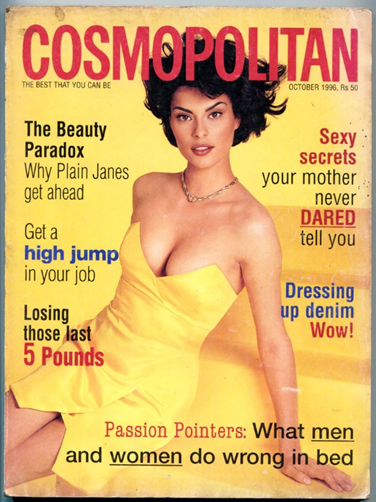 COSMOPOLITAN
THE BEST THAT YOU CAN BE
OCTOBER 1996, Rs 50
The Beauty
Paradox
Why Plain Janes
get ahead
Get a
high jump
in your job
Losing
those last
5 Pounds
Sexy
secrets
your mother
never
DARED
tell you
Dressing
up denim
Wow!
Passion Pointers: What men
and women do wrong in bed